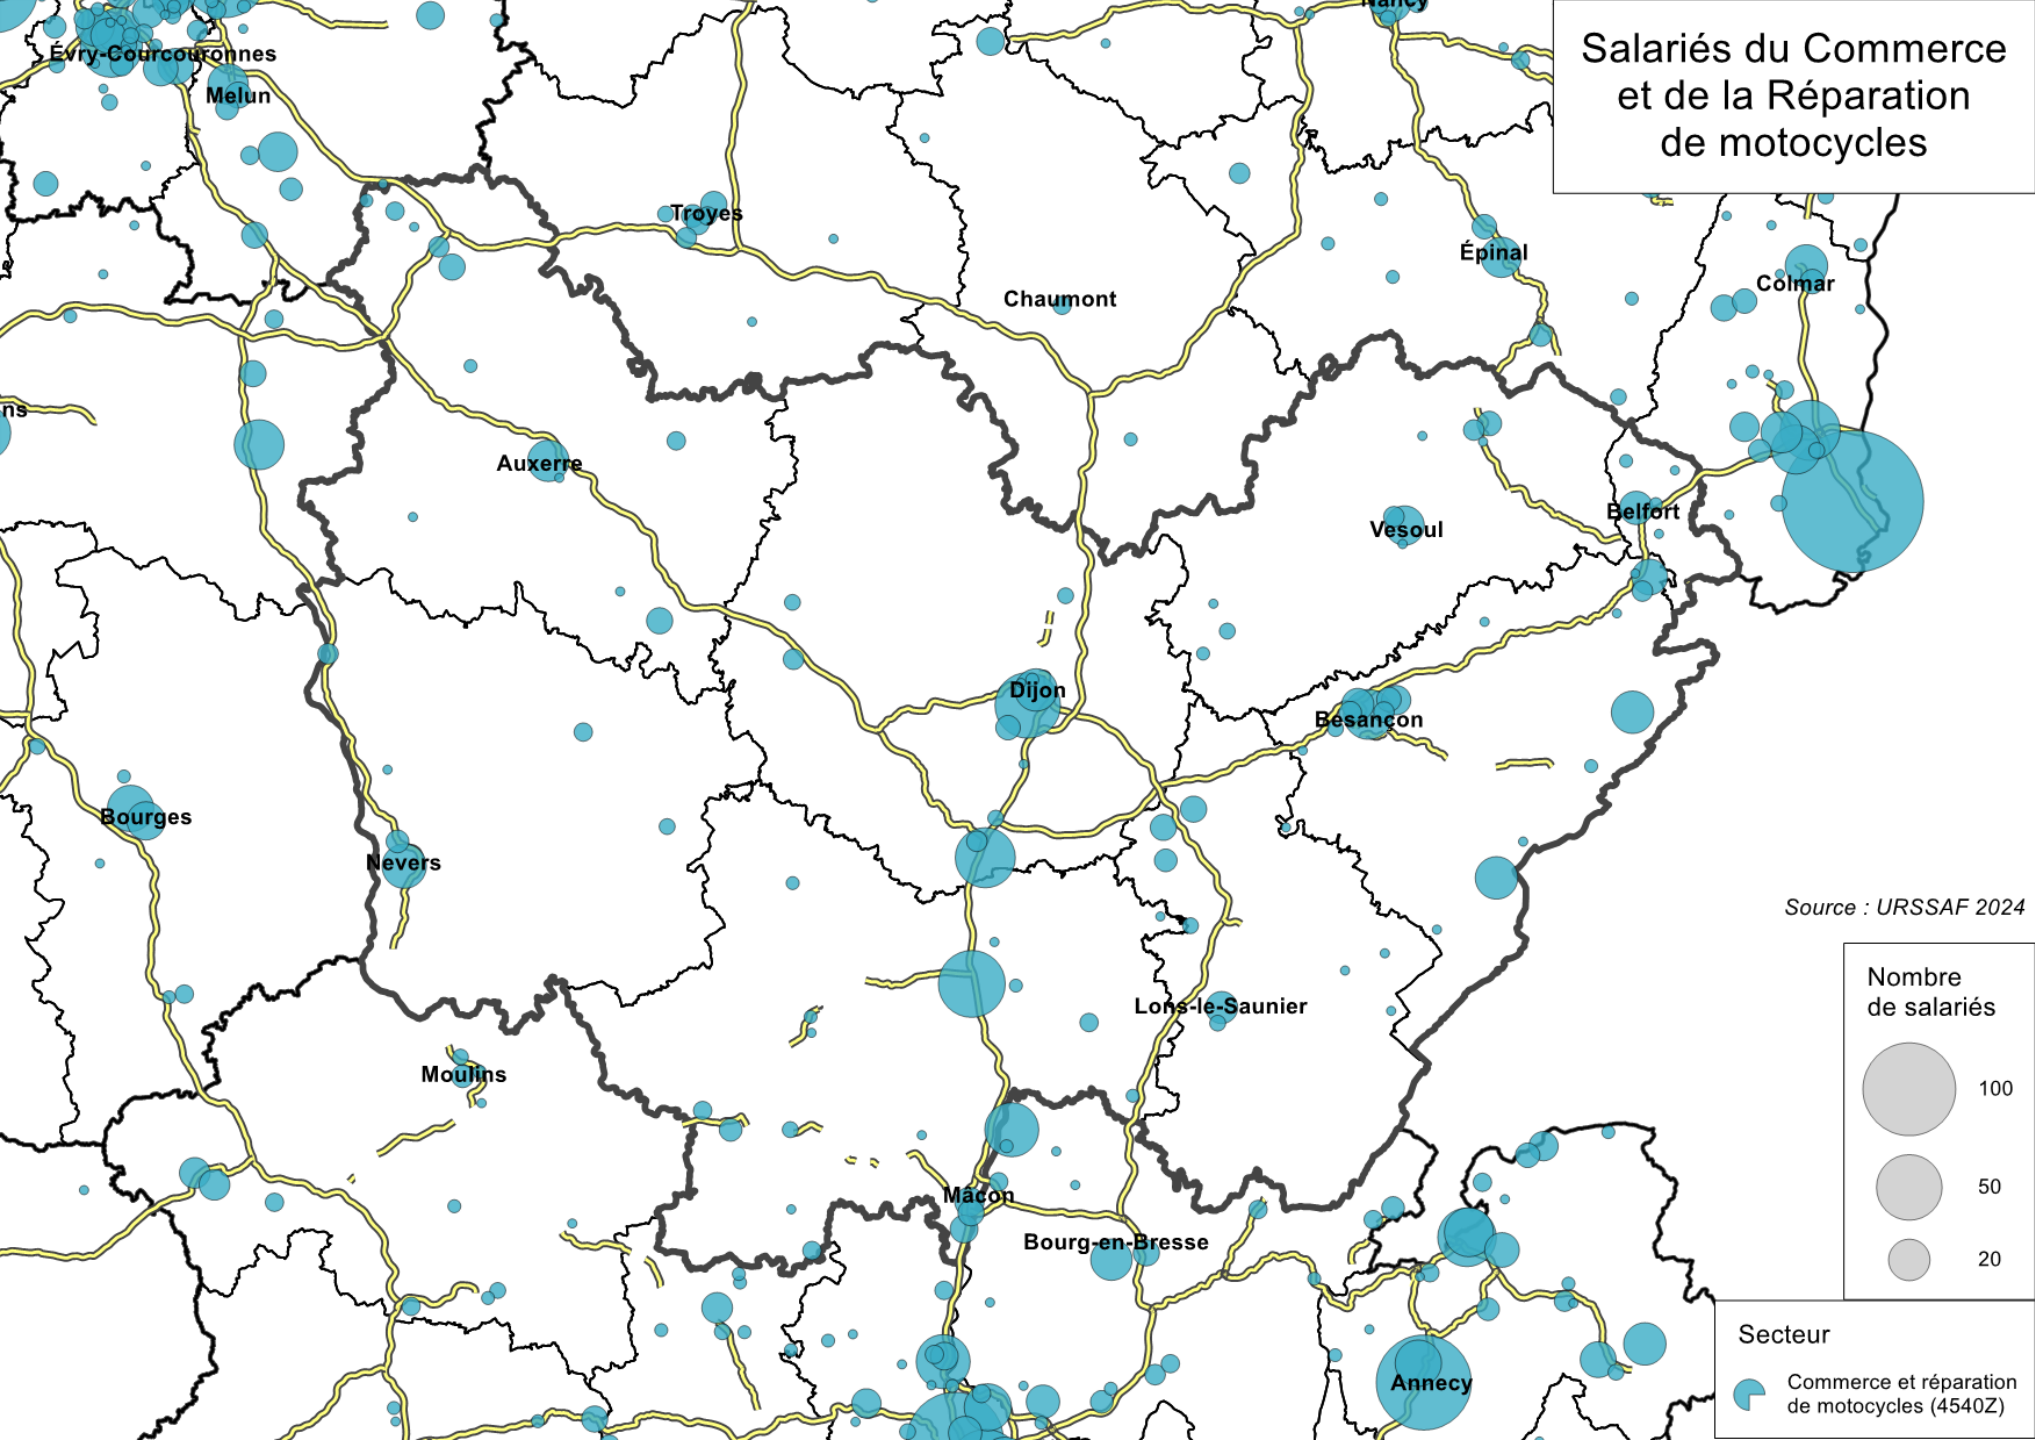 Nancy
Salariés du Commerce
et de la Réparation
de motocycles
Évry-Courcouronnes
Melun
Troyes
Épinal
Colmar
Chaumont
ns
Auxerre
Belfort
Vesoul
Dijon
Besançon
Bourges
Nevers
Source : URSSAF 2024
Lons-le-Saunier
Moulins
Mâcon
Bourg-en-Bresse
Annecy
Nombre
de salariés
100
50
20
Secteur
Commerce et réparation
de motocycles (4540Z)